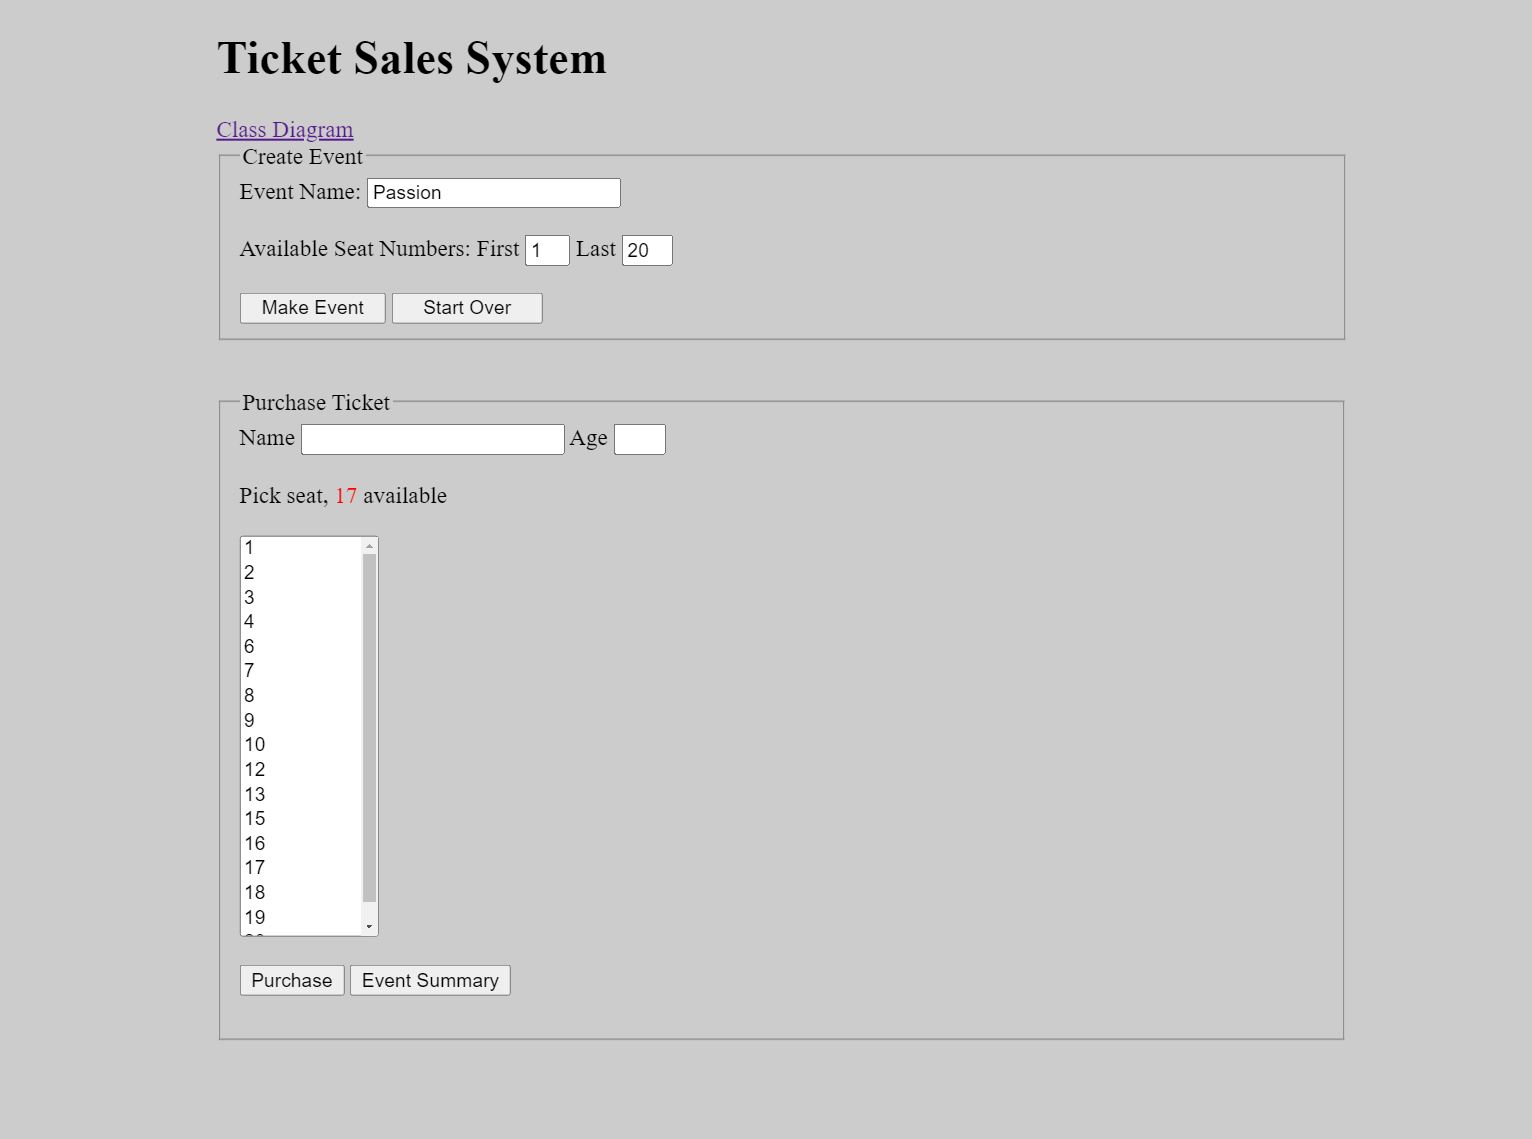 Ticket Sales System
Class Diagram
Create Event
Event Name: Passion
Available Seat Numbers: First 1 Last 20
Make Event Start Over
Purchase Ticket
Name Age
Pick seat, 17 available
1
2
3
4
6
7
8
9
10
12
13
15
16
17
18
19
Purchase Event Summary